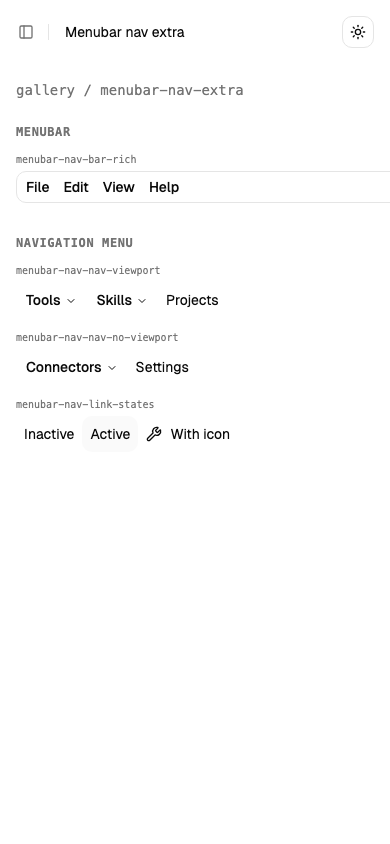 Menubar nav extra
gallery / menubar-nav-extra
MENUBAR
menubar-nav-bar-rich
File Edit View Help
NAVIGATION MENU
menubar-nav-nav-viewport
Tools Skills Projects
menubar-nav-nav-no-viewport
Connectors Settings
menubar-nav-link-states
Inactive Active With icon